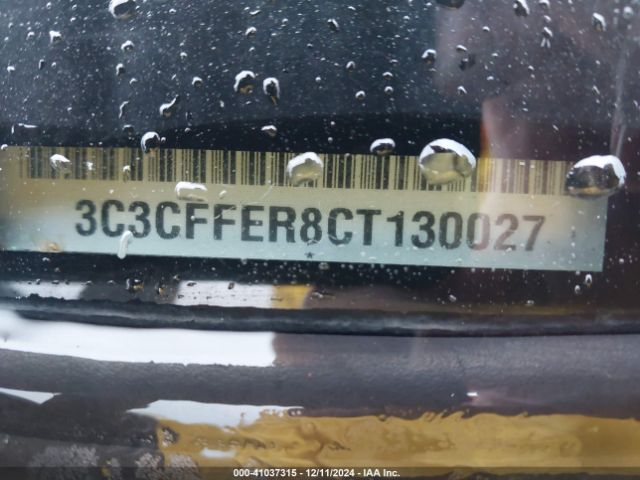 3C3CFFER8CT130027
*
000-41037315 - 12/11/2024 - IAA Inc.